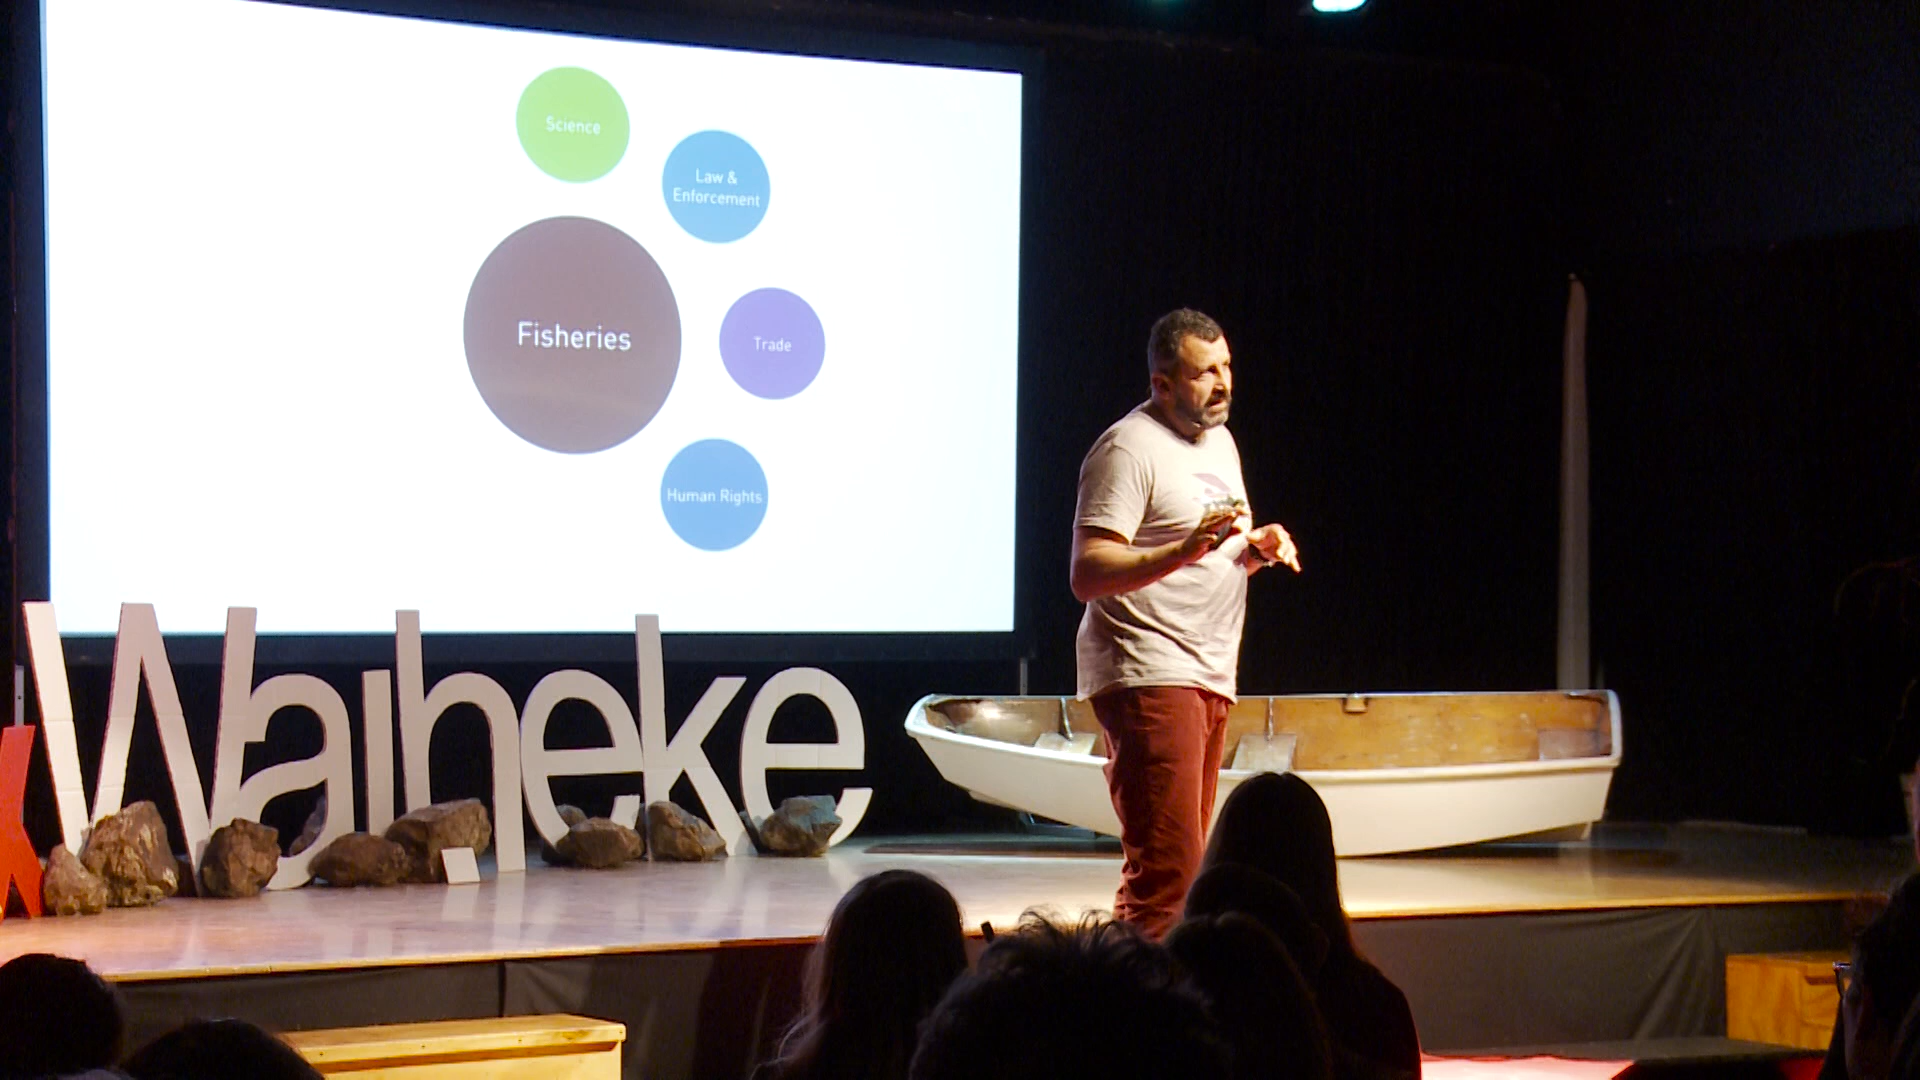 Science
Law &
Enforcement
Fisheries
Trade
Human Rights
x
Waiheke